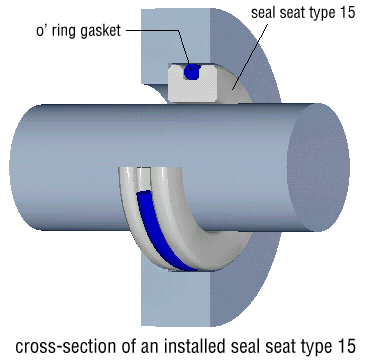 seal seat type 15
o’ ring gasket
cross-section of an installed seal seat type 15